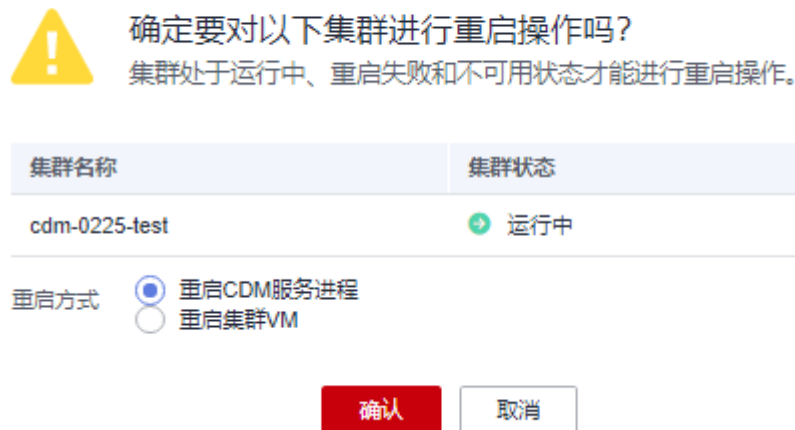 确定要对以下集群进行重启操作吗?
集群处于运行中、重启失败和不可用状态才能进行重启操作。
集群名称 集群状态
cdm-0225-test 运行中
重启方式 重启CDM服务进程
重启集群VM
确认 取消